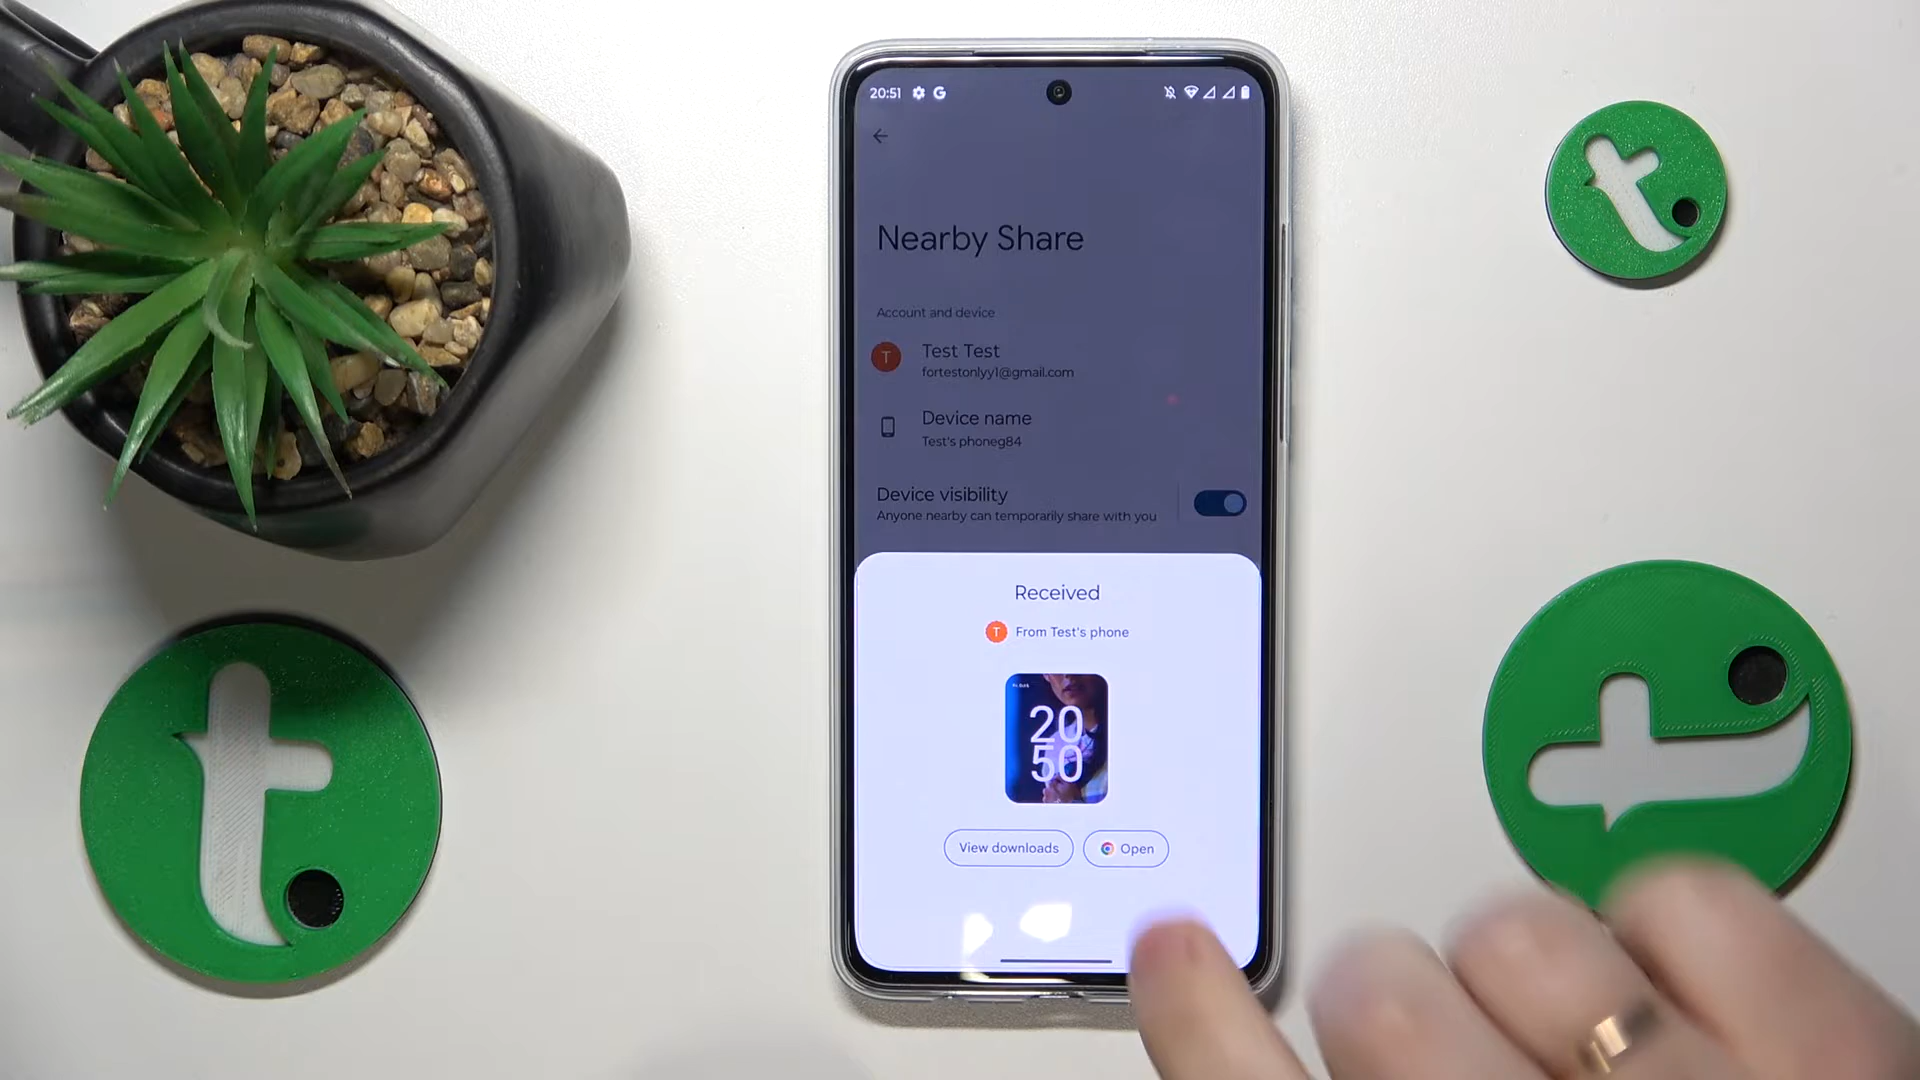 20:51
Nearby Share
Account and device
T
Test Test
fortestonlyy1@gmail.com
Device name
Test's phoneg84
Device visibility
Anyone nearby can temporarily share with you
Received
T From Test's phone
20
50
View downloads
Open
t
t
t